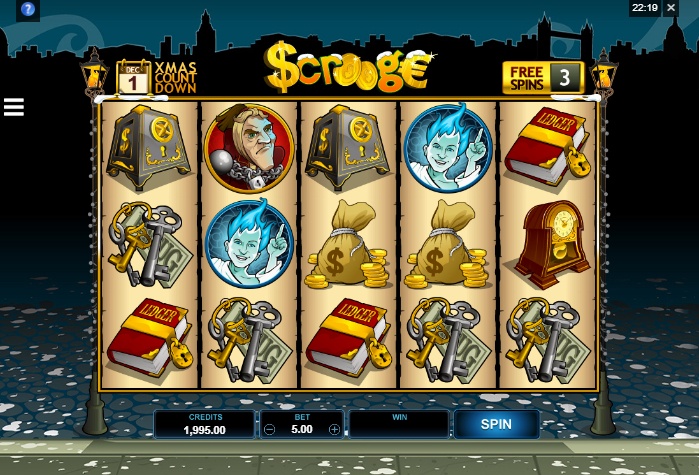 ?
22:19 ×
$crooge
DEC
1
XMAS
COUNT
DOWN
FREE
SPINS
3
$
$
LEDGER
$
$
LEDGER
LEDGER
CREDITS
1,995.00
BET
5.00
WIN
SPIN